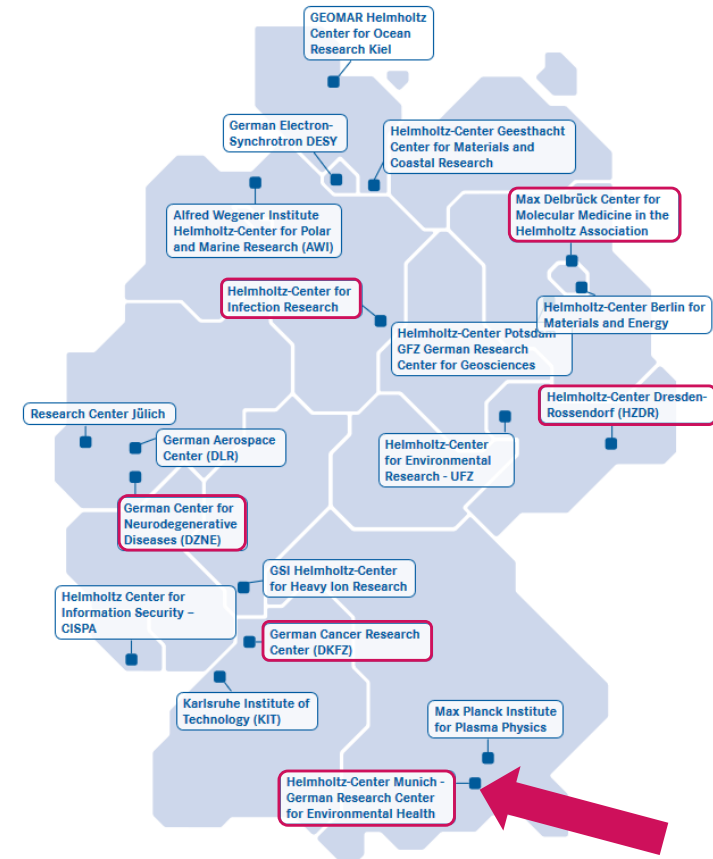 GEOMAR Helmholtz
Center for Ocean
Research Kiel
German Electron-
Synchrotron DESY
Helmholtz-Center Geesthacht
Center for Materials and
Coastal Research
Alfred Wegener Institute
Helmholtz-Center for Polar
and Marine Research (AWI)
Max Delbrück Center for
Molecular Medicine in the
Helmholtz Association
Helmholtz-Center for
Infection Research
Helmholtz-Center Berlin for
Materials and Energy
Helmholtz-Center Potsdam
GFZ German Research
Center for Geosciences
Helmholtz-Center Dresden-
Rossendorf (HZDR)
Research Center Jülich
German Aerospace
Center (DLR)
Helmholtz-Center
for Environmental
Research - UFZ
German Center for
Neurodegenerative
Diseases (DZNE)
GSI Helmholtz-Center
for Heavy Ion Research
Helmholtz Center for
Information Security –
CISPA
German Cancer Research
Center (DKFZ)
Karlsruhe Institute of
Technology (KIT)
Max Planck Institute
for Plasma Physics
Helmholtz-Center Munich -
German Research Center
for Environmental Health